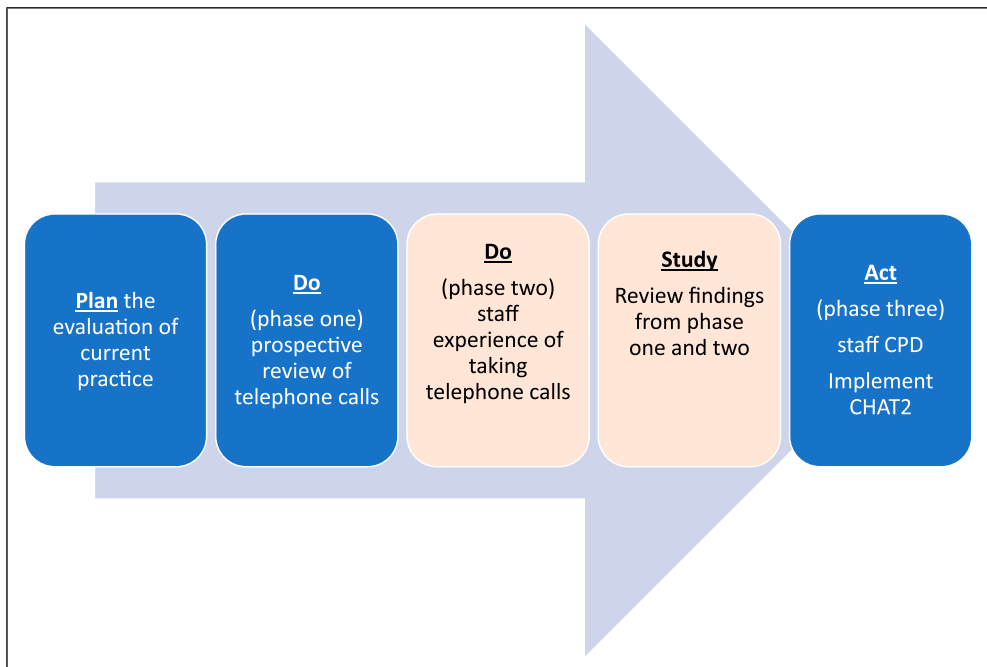 Plan the
evaluation of
current
practice
Do
(phase one)
prospective
review of
telephone calls
Do
(phase two)
staff
experience of
taking
telephone calls
Study
Review findings
from phase
one and two
Act
(phase three)
staff CPD
Implement
CHAT2